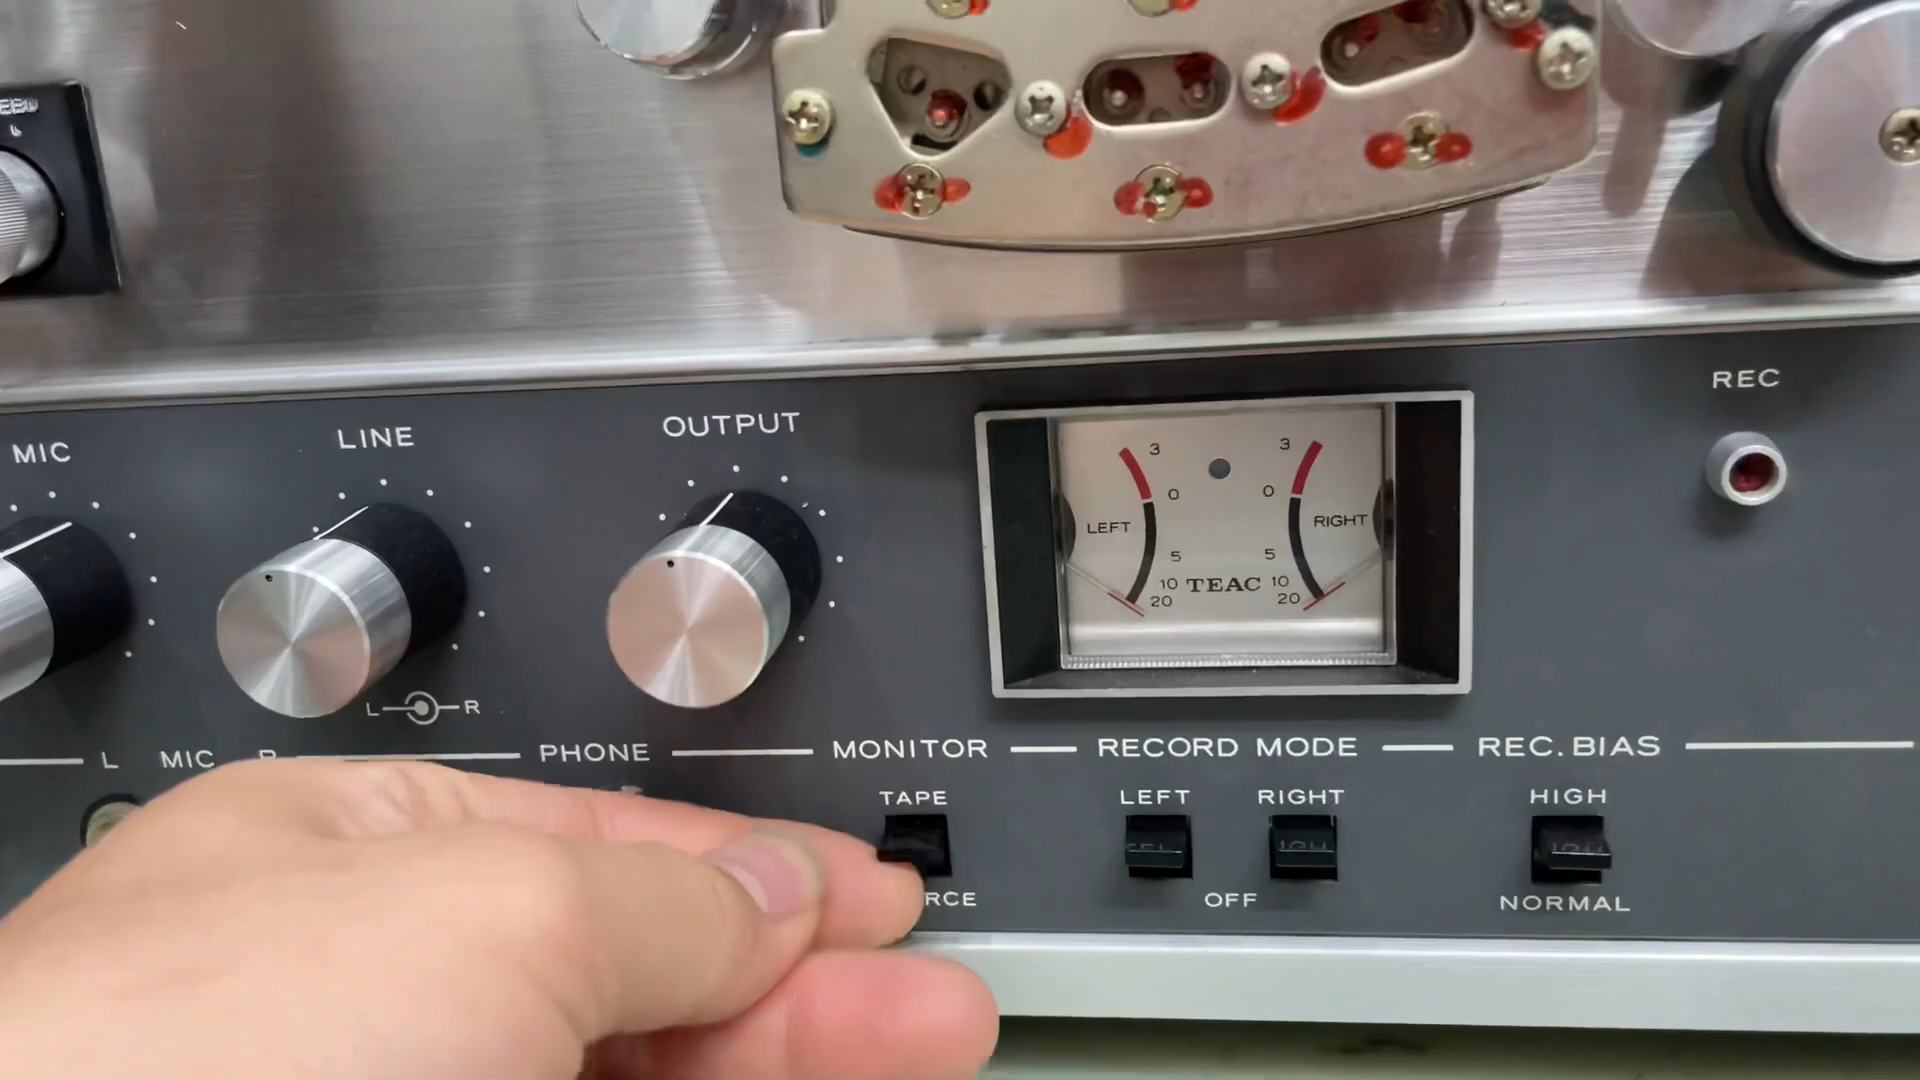 MIC
LINE
OUTPUT
REC
3 3
0 0
LEFT RIGHT
5 5
10 TEAC 10
20 20
L R
L MIC R
PHONE
MONITOR
RECORD MODE
REC. BIAS
TAPE
LEFT
RIGHT
HIGH
RCE
OFF
NORMAL